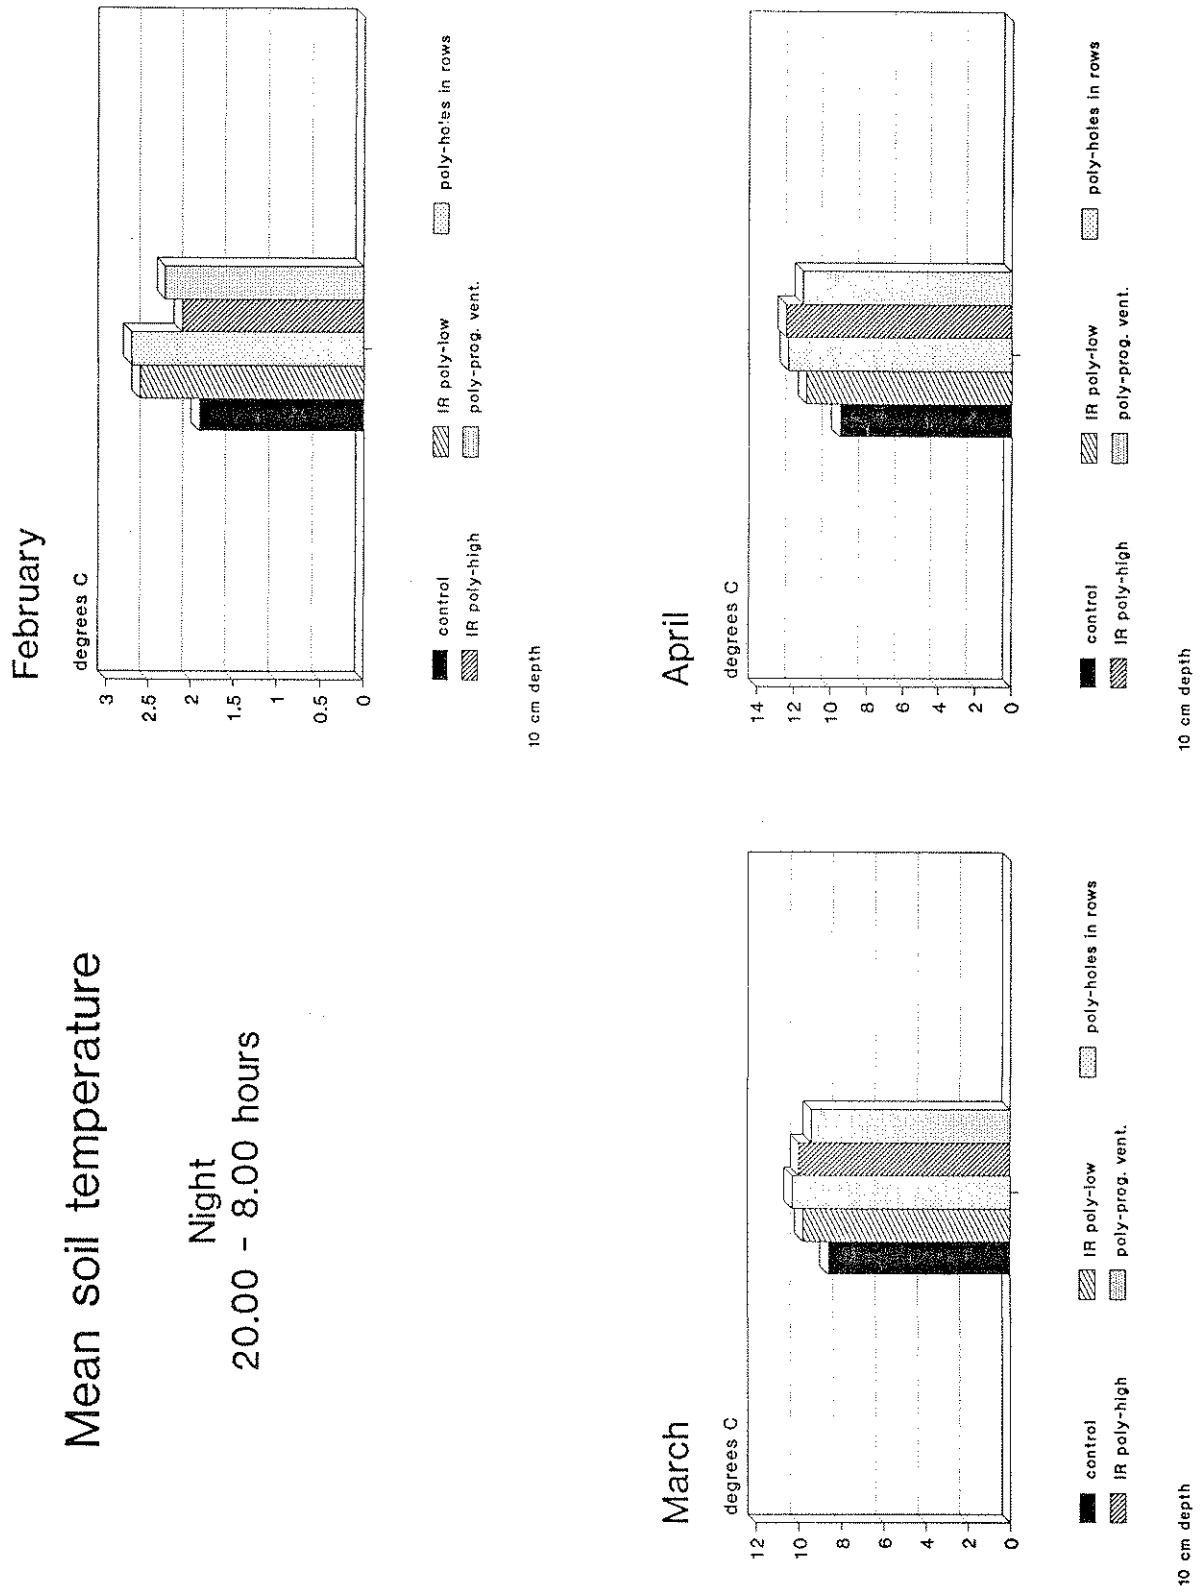 Mean soil temperature
Night
20.00 - 8.00 hours
February
degrees C
3
2.5
2
1.5
1
0.5
0
control
IR poly-low
poly-holes in rows
IR poly-high
poly-prog. vent.
10 cm depth
March
degrees C
12
10
8
6
4
2
0
control
IR poly-low
poly-holes in rows
IR poly-high
poly-prog. vent.
10 cm depth
April
degrees C
14
12
10
8
6
4
2
0
control
IR poly-low
poly-holes in rows
IR poly-high
poly-prog. vent.
10 cm depth